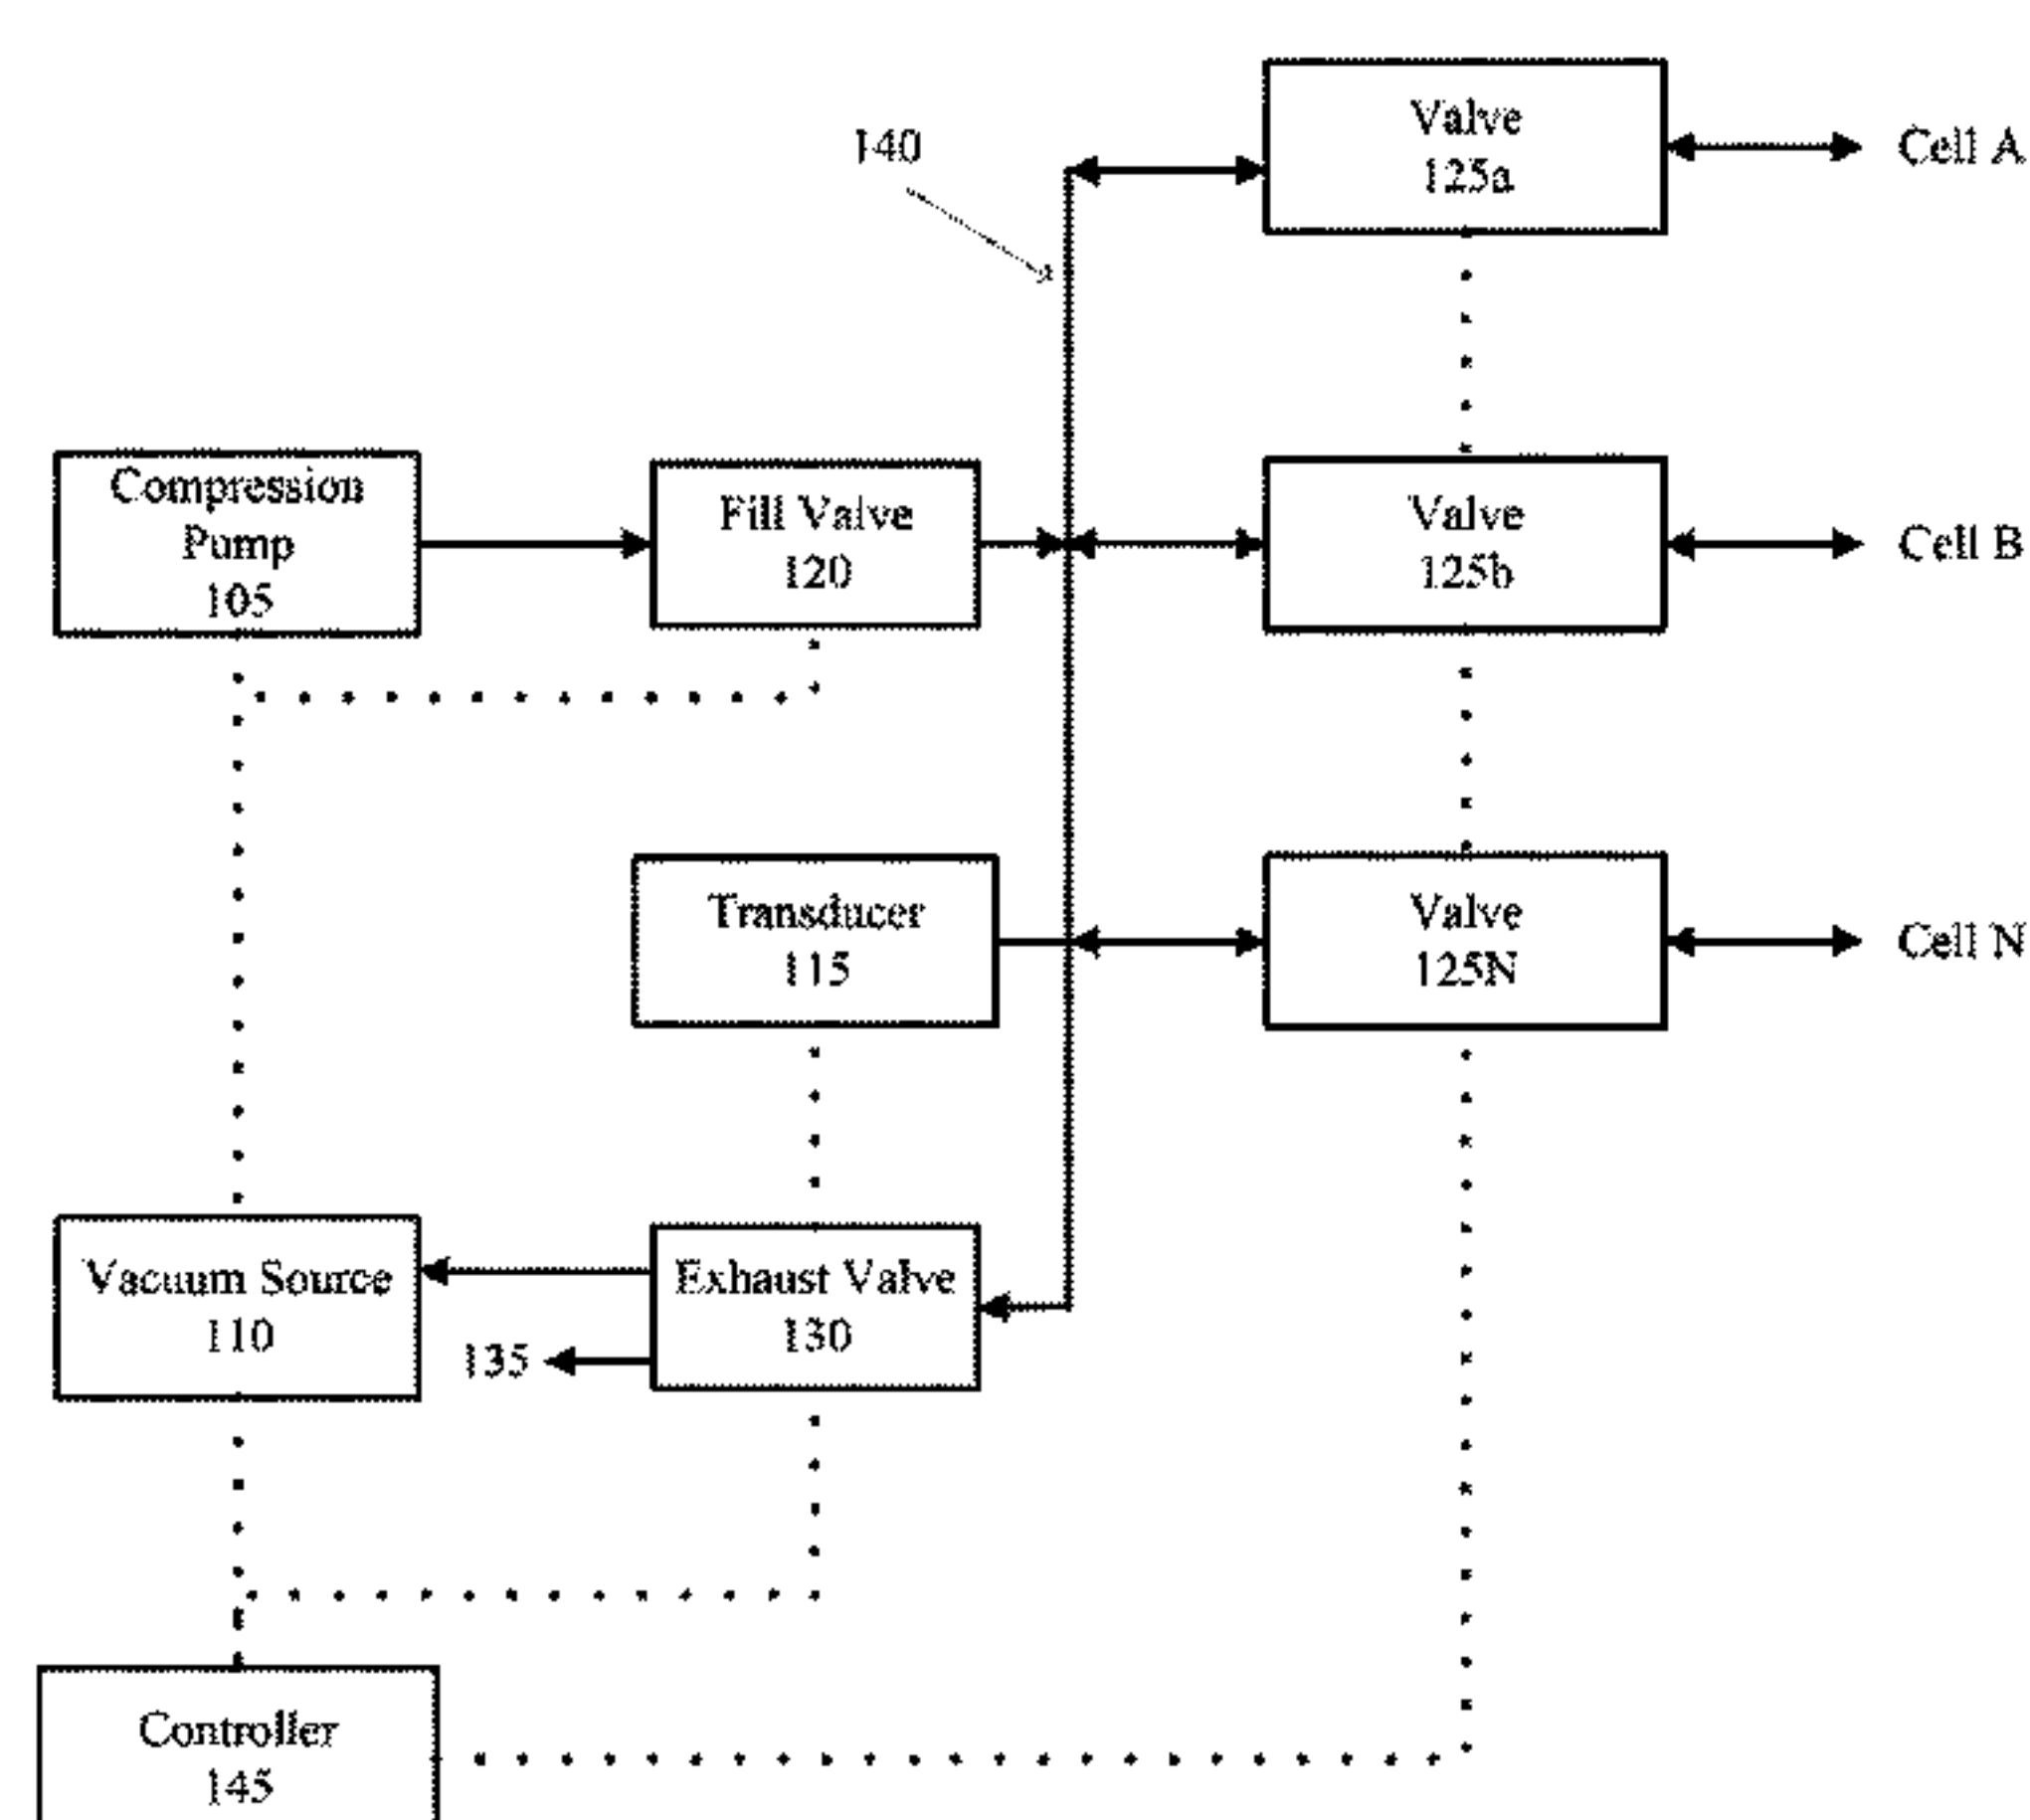 Valve
125a
Cell A
140
Compression
Pump
105
Fill Valve
120
Valve
125b
Cell B
Transducer
115
Valve
125N
Cell N
Vacuum Source
110
Exhaust Valve
130
135
Controller
145